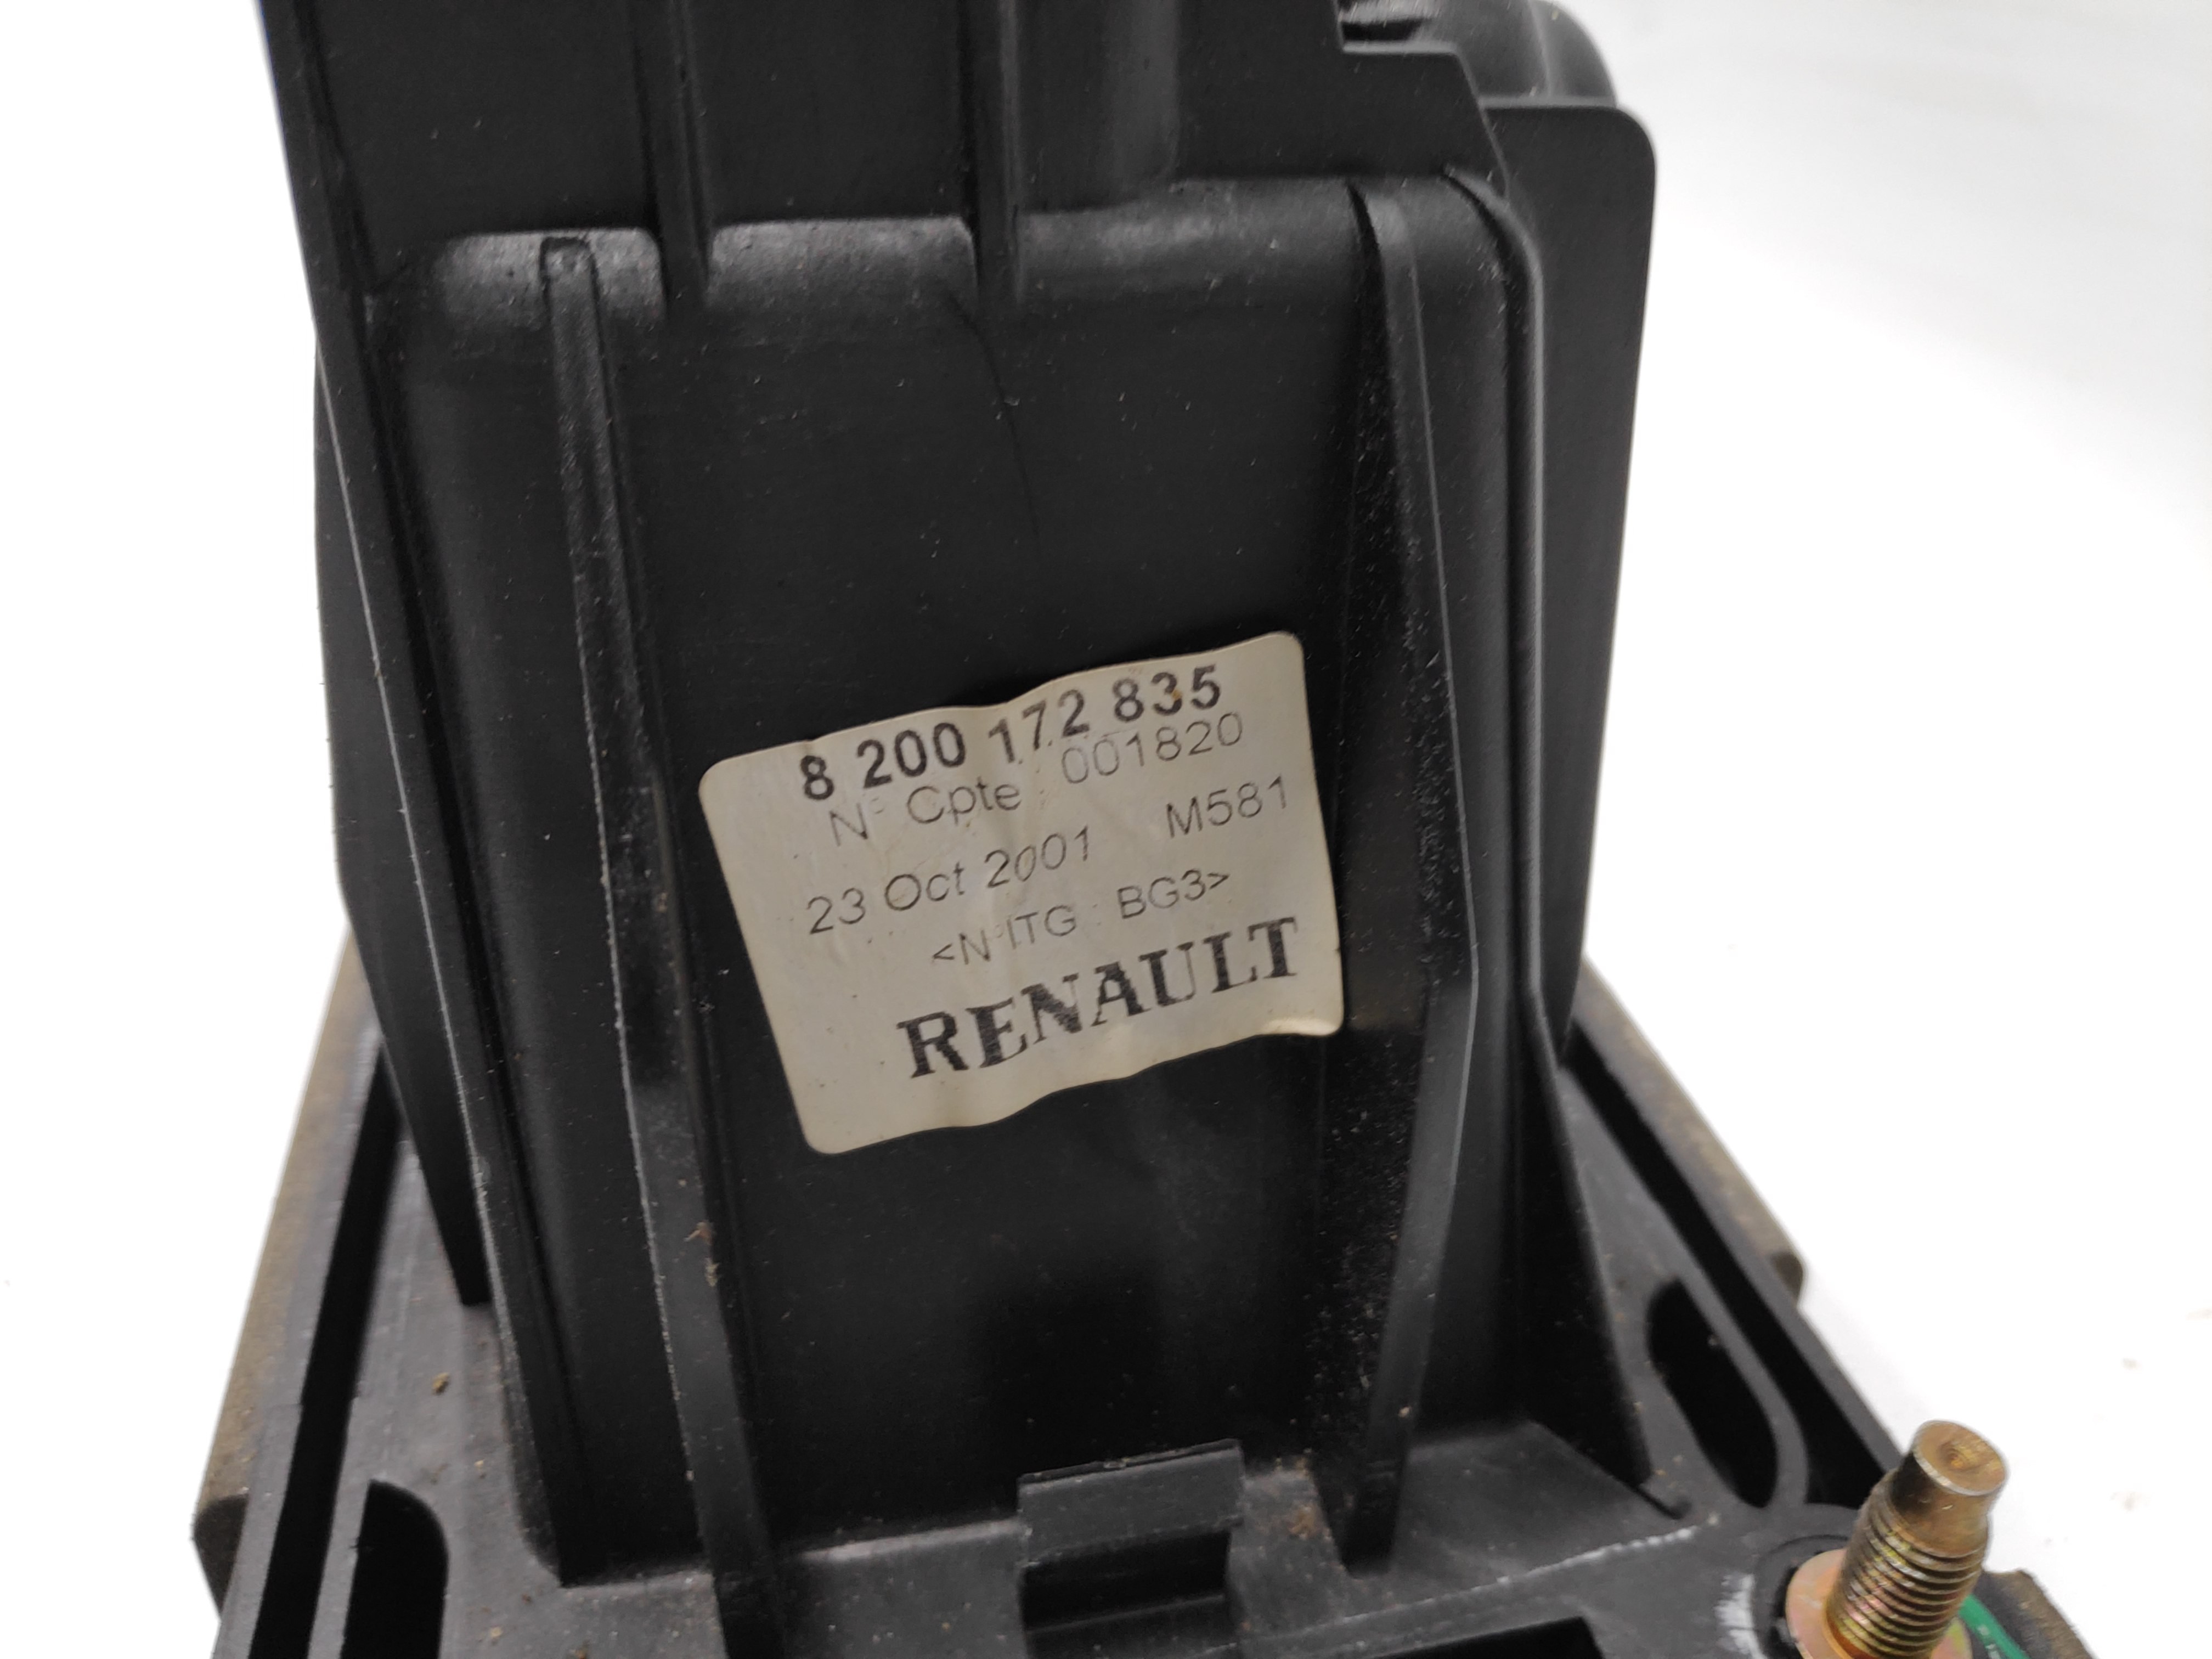 8 200 172 835
N° Cpte : 001820
23 Oct 2001 M581
<N°ITG : BG3>
RENAULT